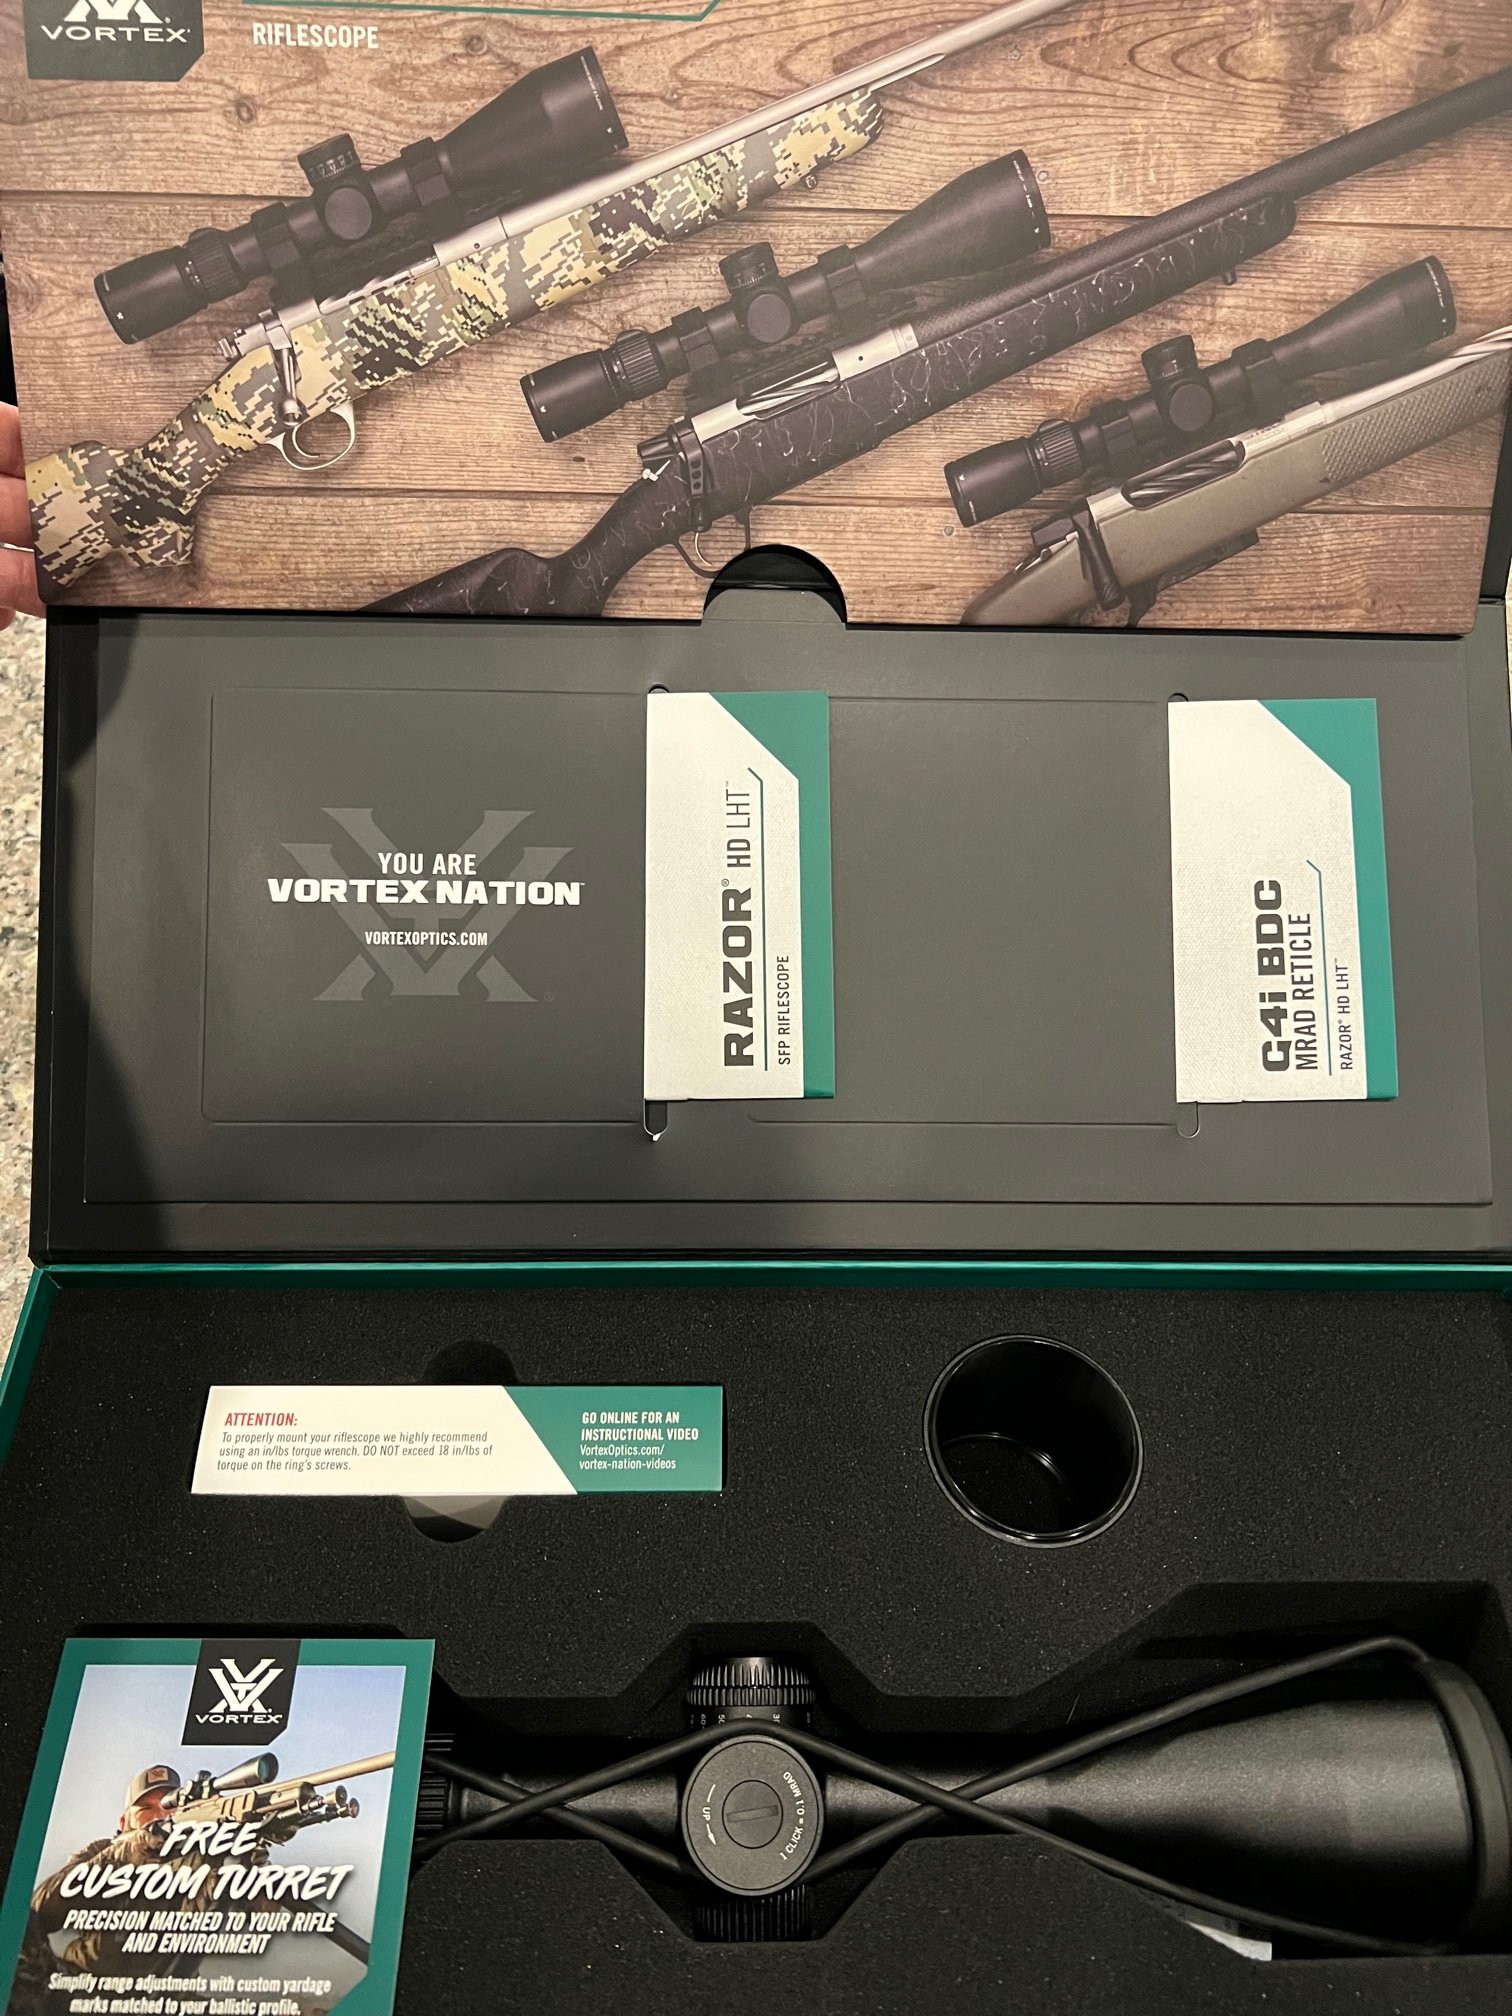 VORTEX®
RIFLESCOPE
YOU ARE
VORTEX NATION™
VORTEXOPTICS.COM
RAZOR® HD LHT™
SFP RIFLESCOPE
G4i BDC
MRAD RETICLE
RAZOR® HD LHT™
ATTENTION:
To properly mount your riflescope we highly recommend
using an in/lbs torque wrench. DO NOT exceed 18 in/lbs of
torque on the ring's screws.
GO ONLINE FOR AN
INSTRUCTIONAL VIDEO
VortexOptics.com/
vortex-nation-videos
VORTEX®
FREE
CUSTOM TURRET
PRECISION MATCHED TO YOUR RIFLE
AND ENVIRONMENT
Simplify range adjustments with custom yardage
marks matched to your ballistic profile.
UP
1 CLICK = 0.1 MRAD